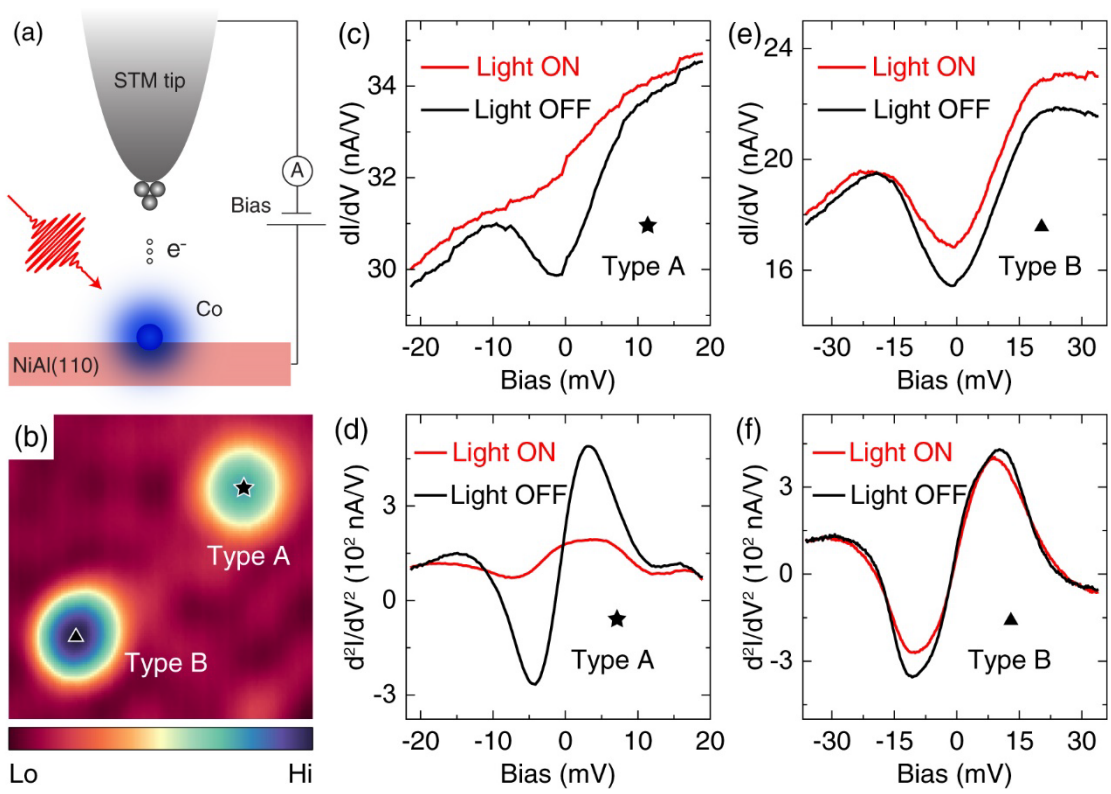 (a)
STM tip
A
Bias
e⁻
Co
NiAl(110)
(b)
Type A
Type B
Lo
Hi
(c)
Light ON
Light OFF
Type A
dI/dV (nA/V)
34
32
30
-20
-10
0
10
20
Bias (mV)
(d)
Light ON
Light OFF
Type A
d²I/dV² (10² nA/V)
3
0
-3
-20
-10
0
10
20
Bias (mV)
(e)
Light ON
Light OFF
Type B
dI/dV (nA/V)
24
20
16
-30
-15
0
15
30
Bias (mV)
(f)
Light ON
Light OFF
Type B
d²I/dV² (10² nA/V)
3
0
-3
-30
-15
0
15
30
Bias (mV)